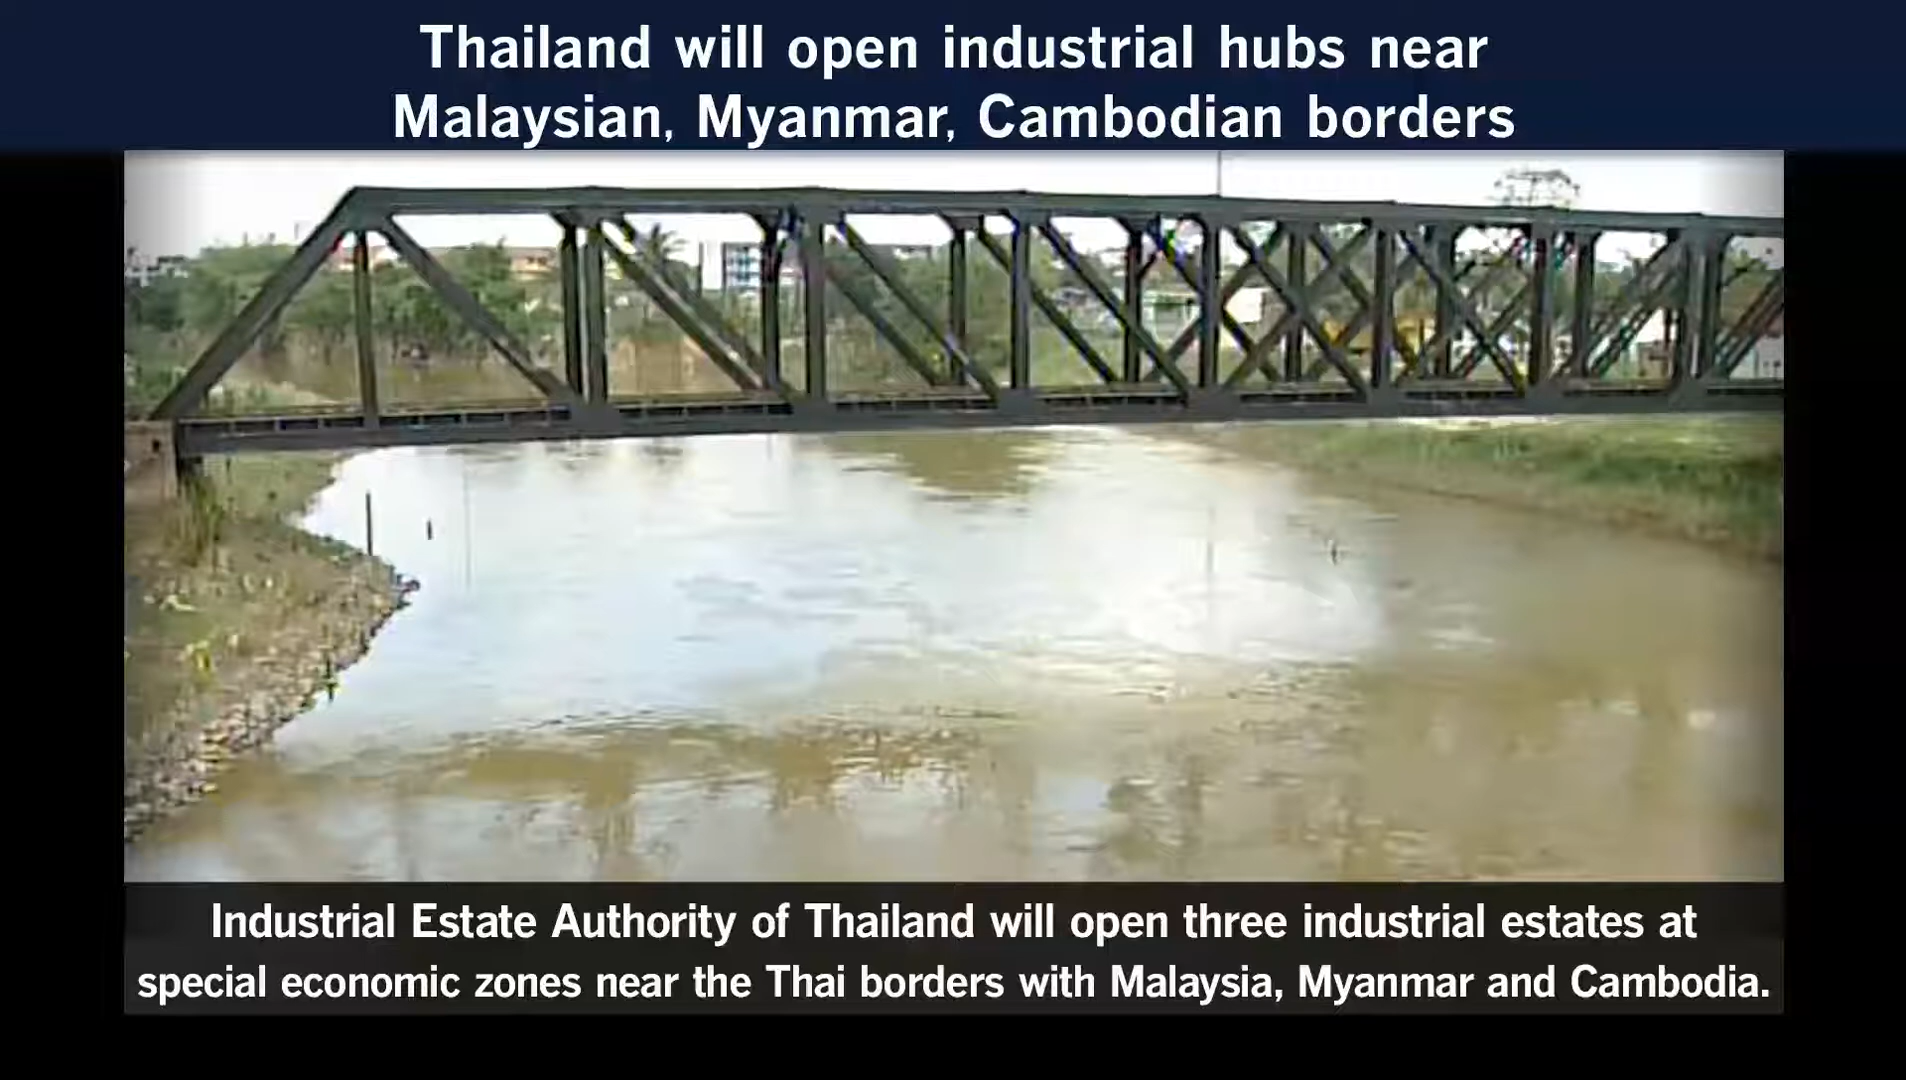 Thailand will open industrial hubs near
Malaysian, Myanmar, Cambodian borders
Industrial Estate Authority of Thailand will open three industrial estates at
special economic zones near the Thai borders with Malaysia, Myanmar and Cambodia.